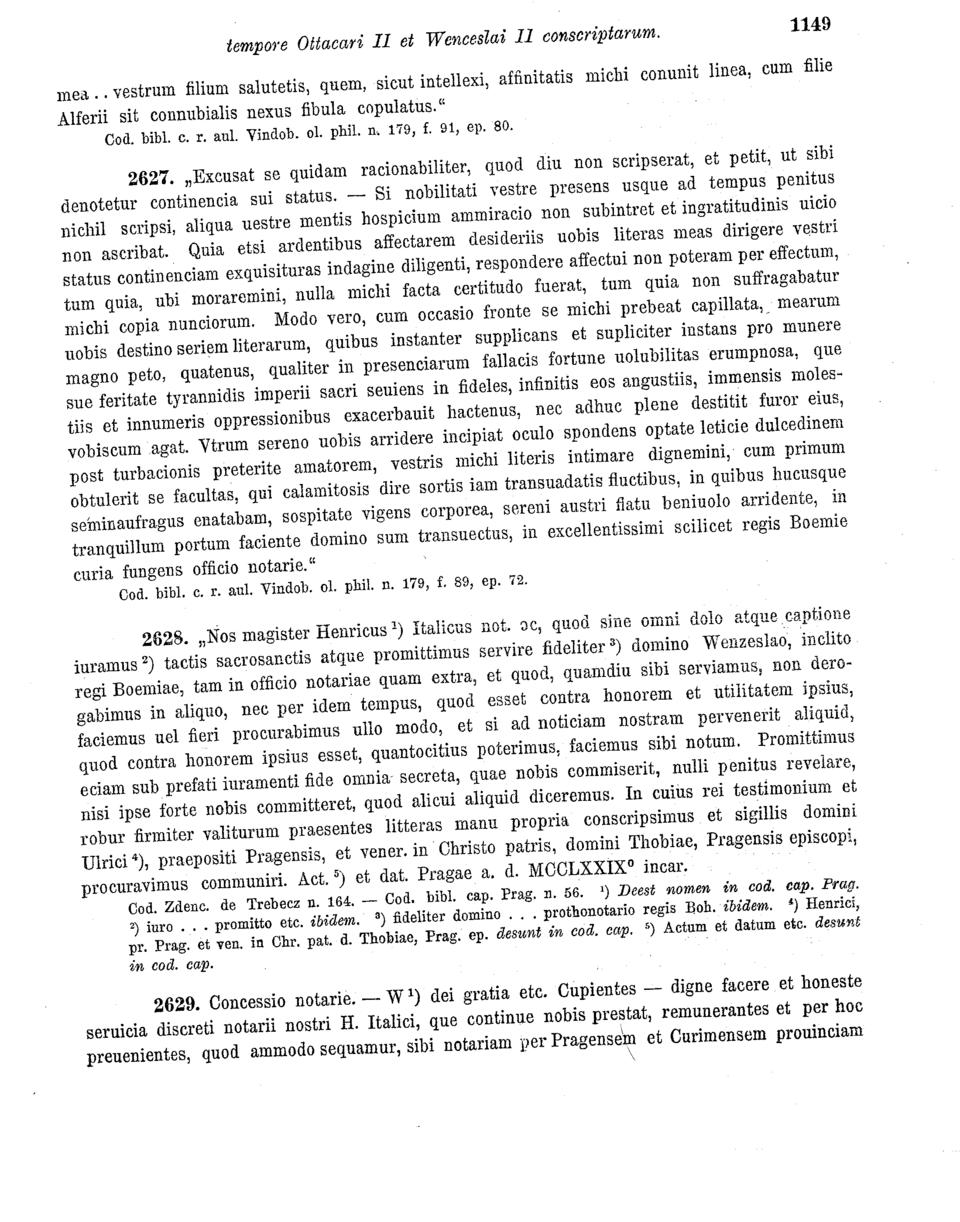 tempore Ottacari II et Wenceslai II conscriptarum. 1149
mea . . vestrum filium salutetis, quem, sicut intellexi, affinitatis michi conunit linea, cum filie
Alferii sit connubialis nexus fibula copulatus.“
Cod. bibl. c. r. aul. Vindob. ol. phil. n. 179, f. 91, ep. 80.
2627. „Excusat se quidam racionabiliter, quod diu non scripserat, et petit, ut sibi
denotetur continencia sui status. — Si nobilitati vestre presens usque ad tempus penitus
nichil scripsi, aliqua uestre mentis hospicium ammiracio non subintret et ingratitudinis uicio
non ascribat. Quia etsi ardentibus affectarem desideriis uobis literas meas dirigere vestri
status continenciam exquisituras indagine diligenti, respondere affectui non poteram per effectum,
tum quia, ubi moraremini, nulla michi facta certitudo fuerat, tum quia non suffragabatur
michi copia nunciorum. Modo vero, cum occasio fronte se michi prebeat capillata, mearum
uobis destino seriem literarum, quibus instanter supplicans et supliciter instans pro munere
magno peto, quatenus, qualiter in presenciarum fallacis fortune uolubilitas erumpnosa, que
sue feritate tyrannidis imperii sacri seuiens in fideles, infinitis eos angustiis, immensis moles-
tiis et innumeris oppressionibus exacerbauit hactenus, nec adhuc plene destitit furor eius,
vobiscum agat. Vtrum sereno uobis arridere incipiat oculo spondens optate leticie dulcedinem
post turbacionis preterite amatorem, vestris michi literis intimare dignemini, cum primum
obtulerit se facultas, qui calamitosis dire sortis iam transuadatis fluctibus, in quibus hucusque
seminaufragus enatabam, sospitate vigens corporea, sereni austri flatu beniuolo arridente, in
tranquillum portum faciente domino sum transuectus, in excellentissimi scilicet regis Boemie
curia fungens officio notarie.“
Cod. bibl. c. r. aul. Vindob. ol. phil. n. 179, f. 89, ep. 72.
2628. „Nos magister Henricus ¹) Italicus not. ɔc, quod sine omni dolo atque captione
iuramus ²) tactis sacrosanctis atque promittimus servire fideliter ³) domino Wenzeslao, inclito
regi Boemiae, tam in officio notariae quam extra, et quod, quamdiu sibi serviamus, non dero-
gabimus in aliquo, nec per idem tempus, quod esset contra honorem et utilitatem ipsius,
faciemus uel fieri procurabimus ullo modo, et si ad noticiam nostram pervenerit aliquid,
quod contra honorem ipsius esset, quantocitius poterimus, faciemus sibi notum. Promittimus
eciam sub prefati iuramenti fide omnia secreta, quae nobis commiserit, nulli penitus revelare,
nisi ipse forte nobis committeret, quod alicui aliquid diceremus. In cuius rei testimonium et
robur firmiter valiturum praesentes litteras manu propria conscripsimus et sigillis domini
Ulrici ⁴), praepositi Pragensis, et vener. in Christo patris, domini Thobiae, Pragensis episcopi,
procuravimus communiri. Act. ⁵) et dat. Pragae a. d. MCCLXXIX⁰ incar.
Cod. Zdenc. de Trebecz n. 164. — Cod. bibl. cap. Prag. n. 56. ¹) Deest nomen in cod. cap. Prag.
²) iuro . . . promitto etc. ibidem. ³) fideliter domino . . . prothonotario regis Boh. ibidem. ⁴) Henrici,
pr. Prag. et ven. in Chr. pat. d. Thobiae, Prag. ep. desunt in cod. cap. ⁵) Actum et datum etc. desunt
in cod. cap.
2629. Concessio notarie. — W ¹) dei gratia etc. Cupientes — digne facere et honeste
seruicia discreti notarii nostri H. Italici, que continue nobis prestat, remunerantes et per hoc
preuenientes, quod ammodo sequamur, sibi notariam per Pragensem et Curimensem prouinciam